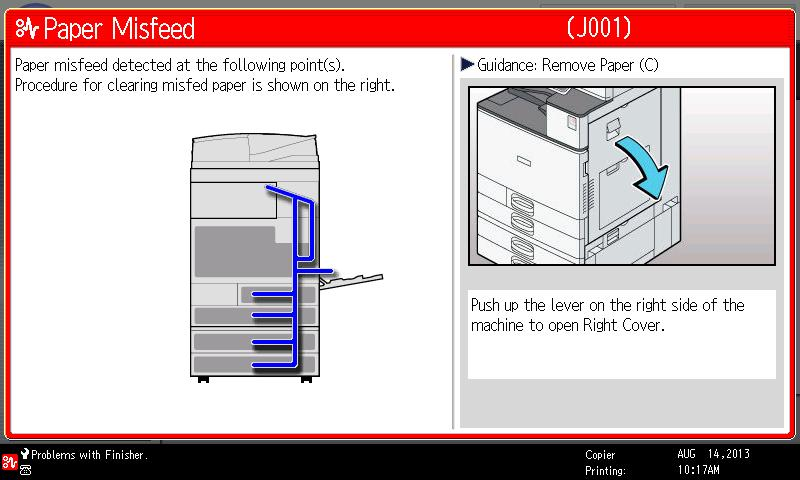 Paper Misfeed (J001)
Paper misfeed detected at the following point(s).
Procedure for clearing misfed paper is shown on the right.
Guidance: Remove Paper (C)
Push up the lever on the right side of the
machine to open Right Cover.
Problems with Finisher.
Copier AUG 14,2013
Printing: 10:17AM